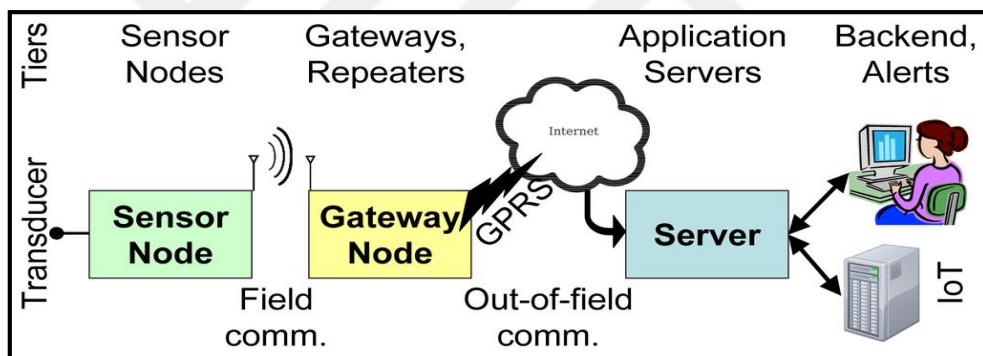 Tiers
Sensor
Nodes
Gateways,
Repeaters
Application
Servers
Backend,
Alerts
Internet
Transducer
Sensor
Node
Gateway
Node
GPRS
Server
IoT
Field
comm.
Out-of-field
comm.